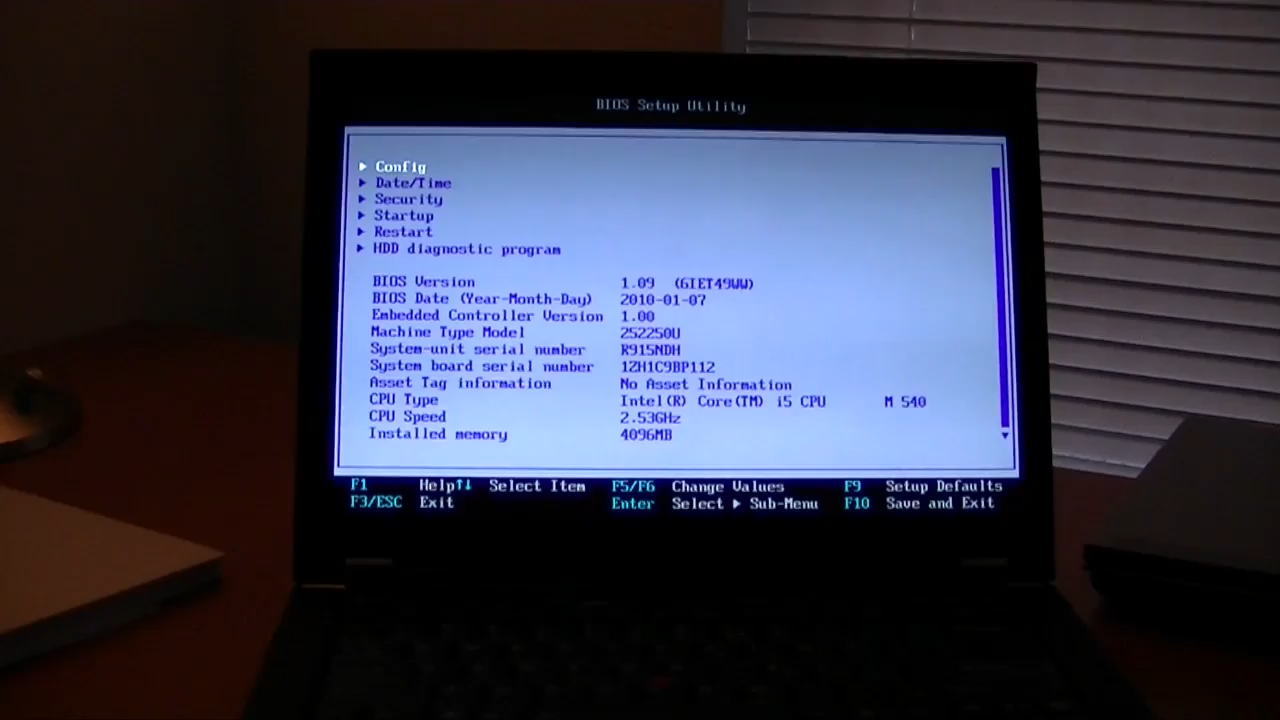 BIOS Setup Utility
Config
Date/Time
Security
Startup
Restart
HDD diagnostic program
BIOS Version 1.09 (6IET49WW)
BIOS Date (Year-Month-Day) 2010-01-07
Embedded Controller Version 1.00
Machine Type Model 252250U
System-unit serial number R915NDH
System board serial number 1ZH1C9BP112
Asset Tag information No Asset Information
CPU Type Intel(R) Core(TM) i5 CPU M 540
CPU Speed 2.53GHz
Installed memory 4096MB
F1 Help ↑↓ Select Item F5/F6 Change Values F9 Setup Defaults
F3/ESC Exit Enter Select ▶ Sub-Menu F10 Save and Exit